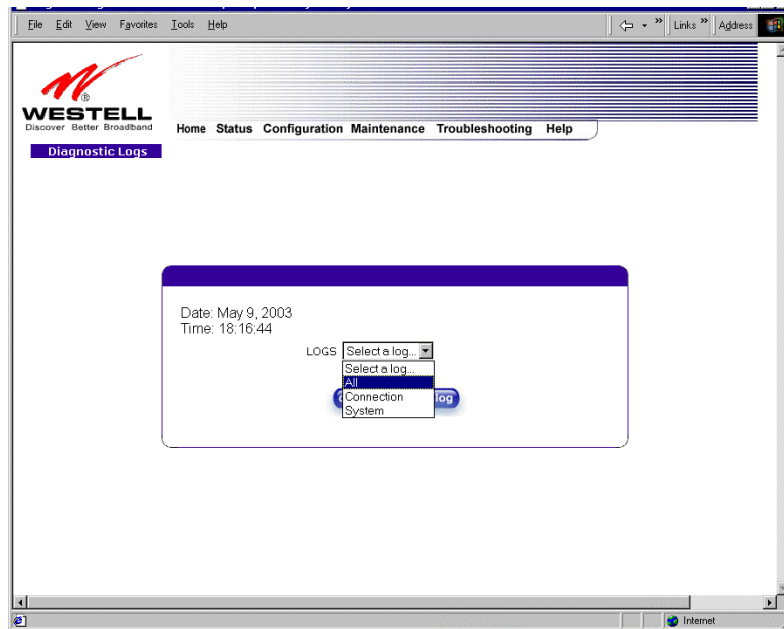 File Edit View Favorites Tools Help
Links Address
WESTELL
®
Discover Better Broadband
Home Status Configuration Maintenance Troubleshooting Help
Diagnostic Logs
Date: May 9, 2003
Time: 18:16:44
LOGS Select a log...
Select a log...
All
Connection
System
log
Internet